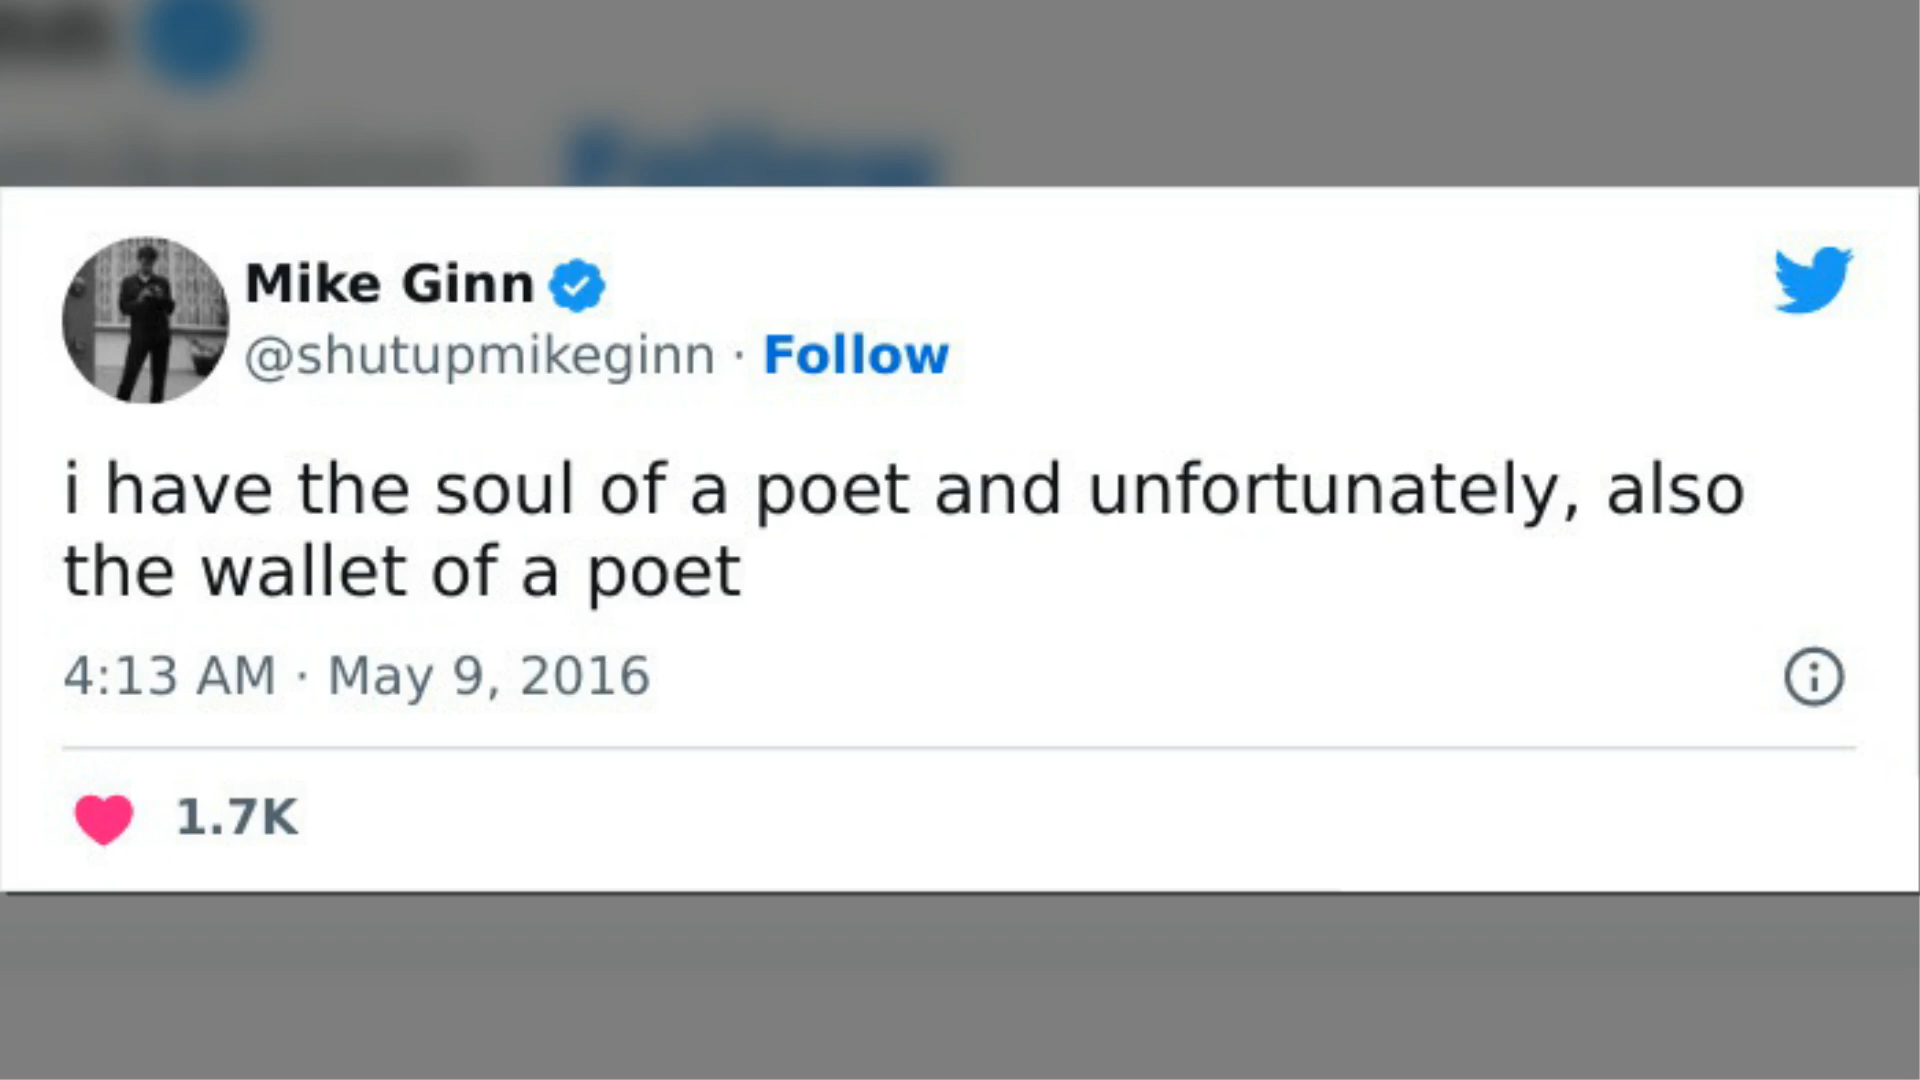 Mike Ginn
@shutupmikeginn · Follow
i have the soul of a poet and unfortunately, also
the wallet of a poet
4:13 AM · May 9, 2016
1.7K